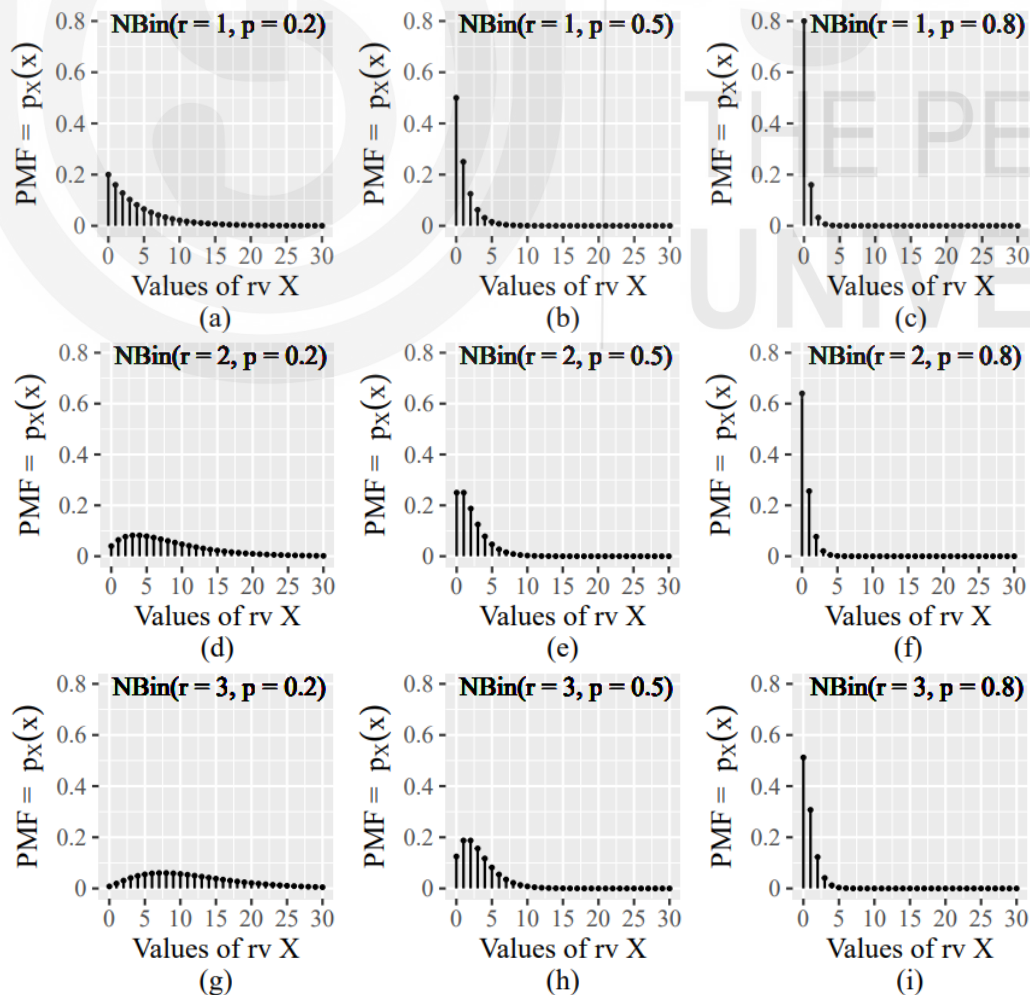 NBin(r = 1, p = 0.2)
PMF = pX(x)
0.8
0.6
0.4
0.2
0
0 5 10 15 20 25 30
Values of rv X
(a)
NBin(r = 1, p = 0.5)
PMF = pX(x)
0.8
0.6
0.4
0.2
0
0 5 10 15 20 25 30
Values of rv X
(b)
NBin(r = 1, p = 0.8)
PMF = pX(x)
0.8
0.6
0.4
0.2
0
0 5 10 15 20 25 30
Values of rv X
(c)
THE PE
UNIVE
NBin(r = 2, p = 0.2)
PMF = pX(x)
0.8
0.6
0.4
0.2
0
0 5 10 15 20 25 30
Values of rv X
(d)
NBin(r = 2, p = 0.5)
PMF = pX(x)
0.8
0.6
0.4
0.2
0
0 5 10 15 20 25 30
Values of rv X
(e)
NBin(r = 2, p = 0.8)
PMF = pX(x)
0.8
0.6
0.4
0.2
0
0 5 10 15 20 25 30
Values of rv X
(f)
NBin(r = 3, p = 0.2)
PMF = pX(x)
0.8
0.6
0.4
0.2
0
0 5 10 15 20 25 30
Values of rv X
(g)
NBin(r = 3, p = 0.5)
PMF = pX(x)
0.8
0.6
0.4
0.2
0
0 5 10 15 20 25 30
Values of rv X
(h)
NBin(r = 3, p = 0.8)
PMF = pX(x)
0.8
0.6
0.4
0.2
0
0 5 10 15 20 25 30
Values of rv X
(i)